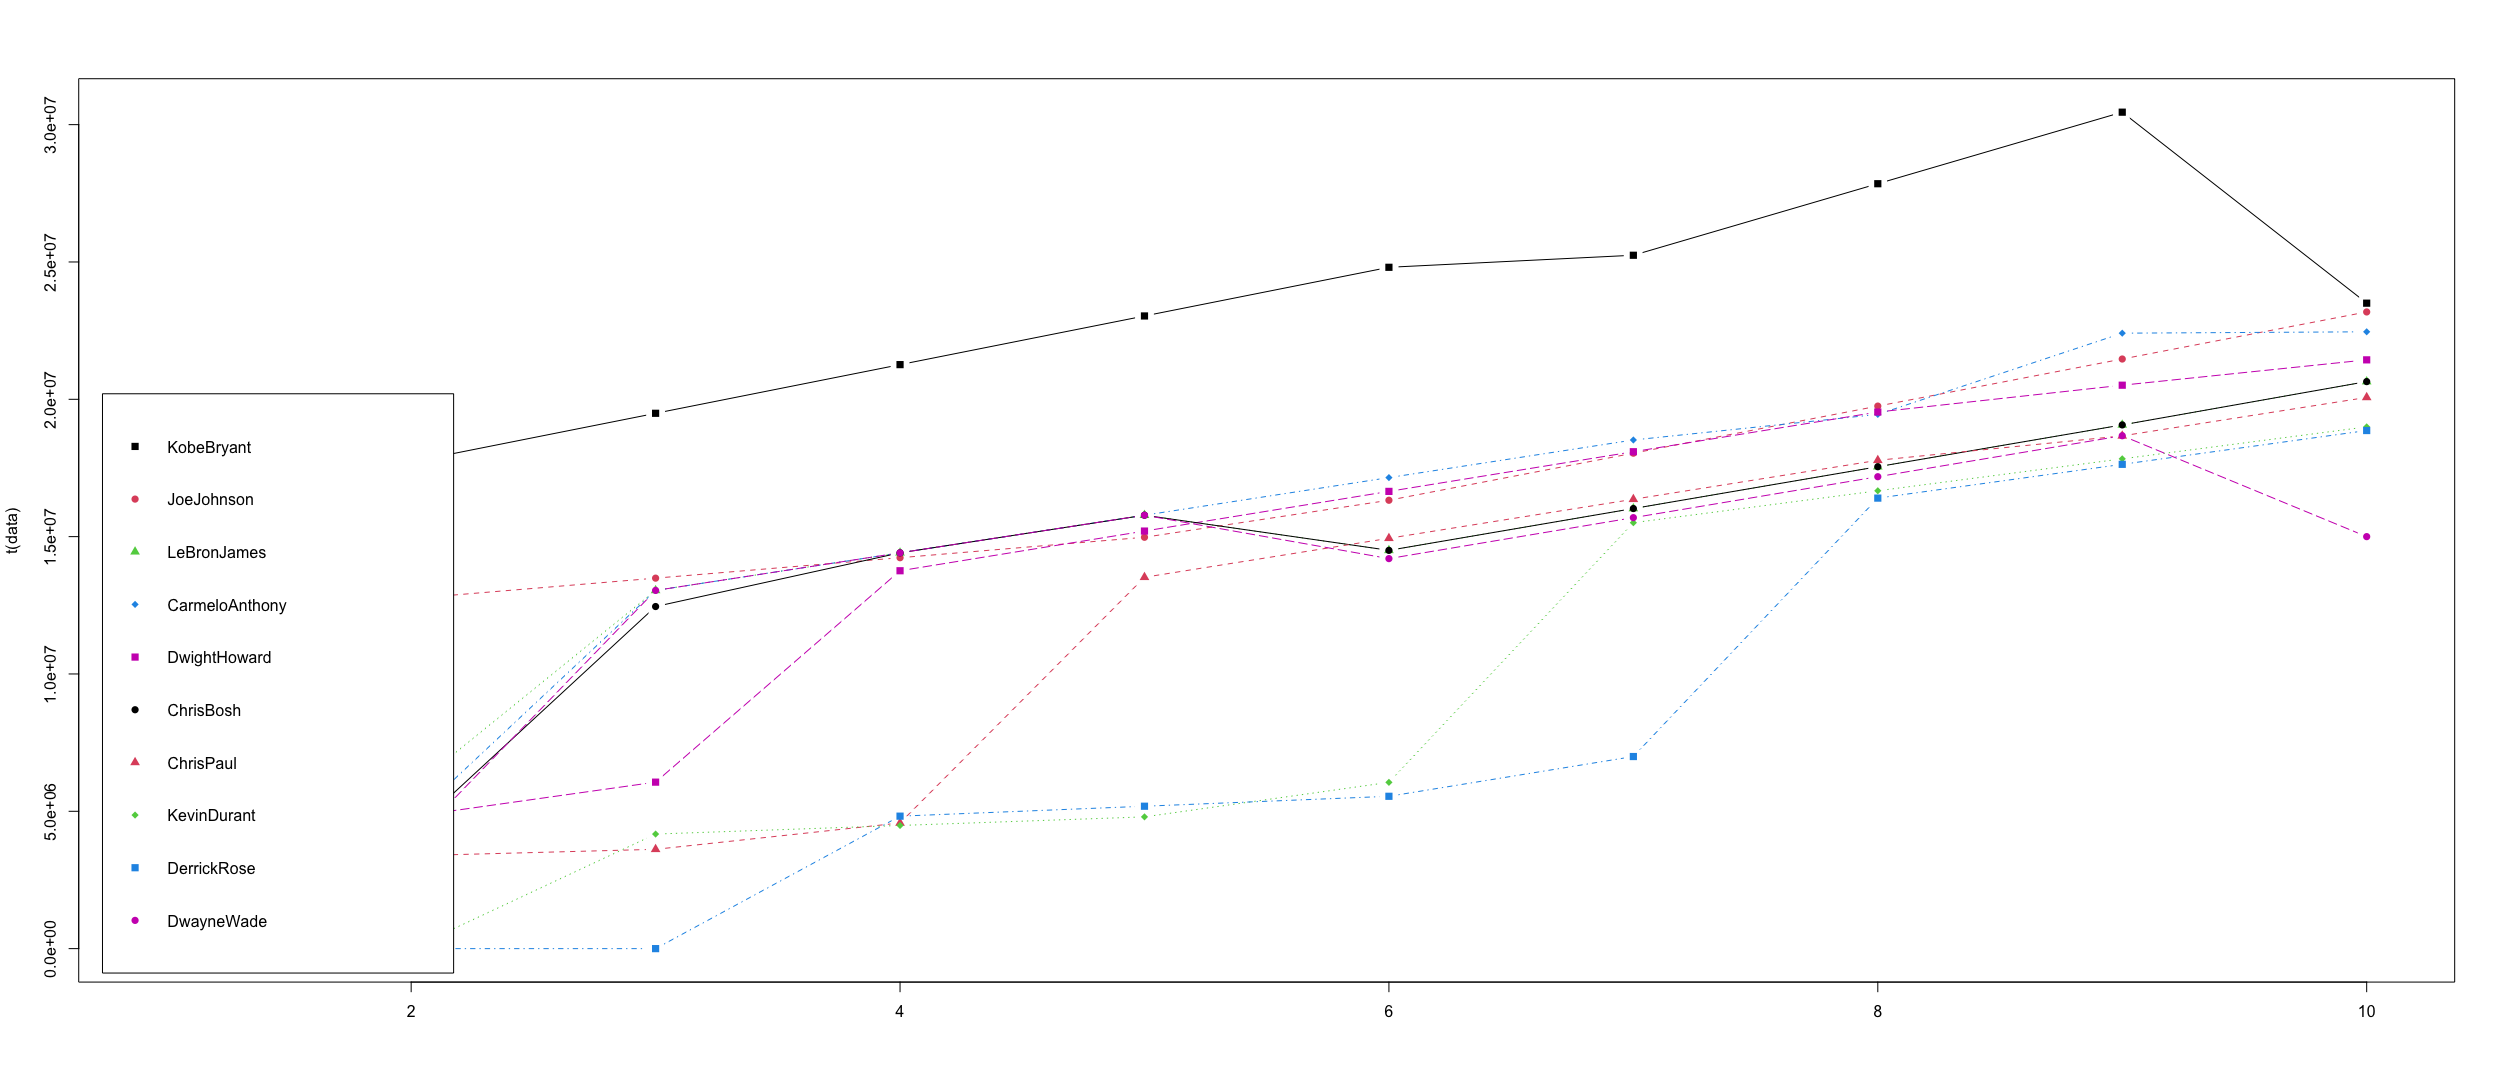 t(data)
3.0e+07
2.5e+07
2.0e+07
1.5e+07
1.0e+07
5.0e+06
0.0e+00
KobeBryant
JoeJohnson
LeBronJames
CarmeloAnthony
DwightHoward
ChrisBosh
ChrisPaul
KevinDurant
DerrickRose
DwayneWade
2 4 6 8 10